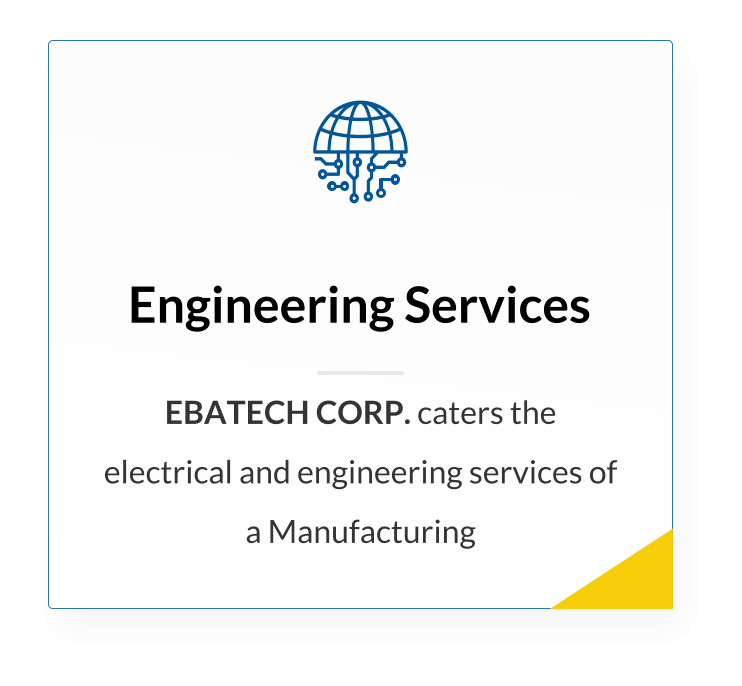 Engineering Services
EBATECH CORP. caters the
electrical and engineering services of
a Manufacturing